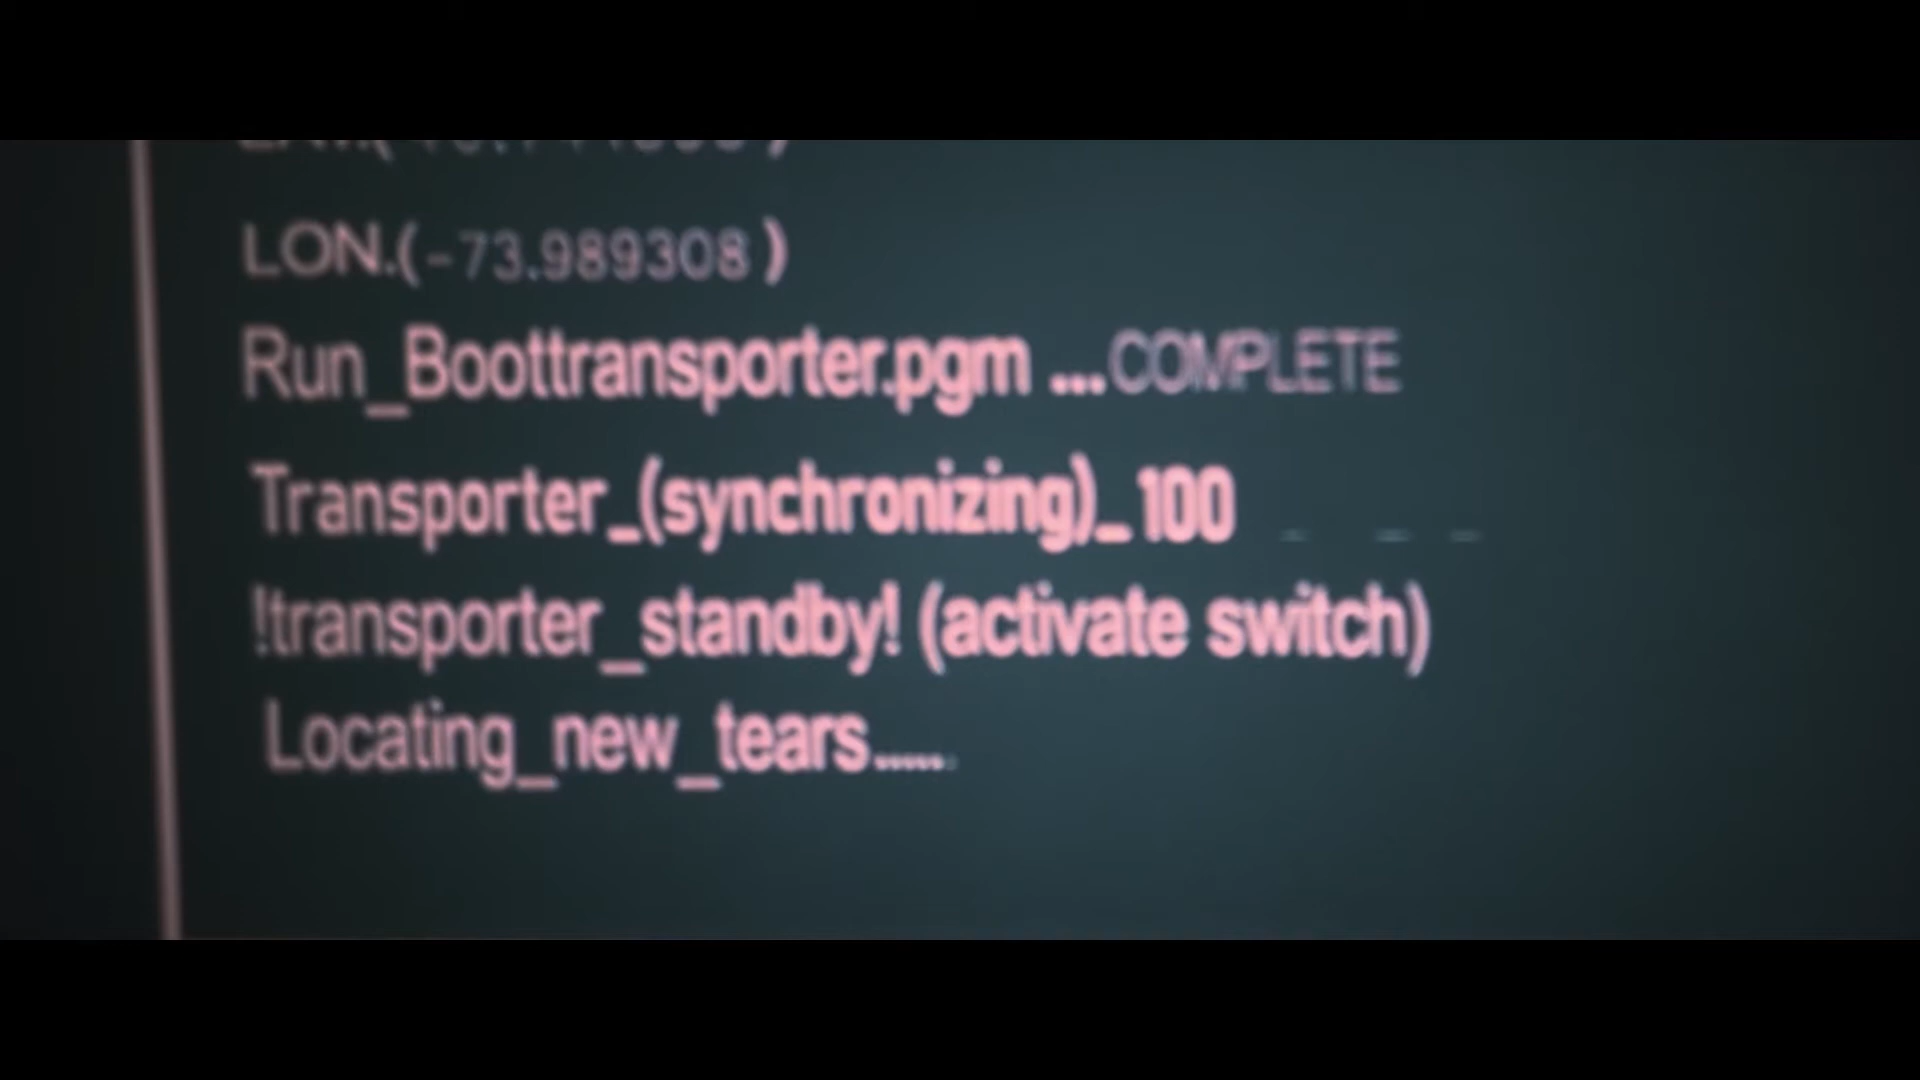 LON.(-73.989308)
Run_Boottransporter.pgm ...COMPLETE
Transporter_(synchronizing)_100
!transporter_standby! (activate switch)
Locating_new_tears......